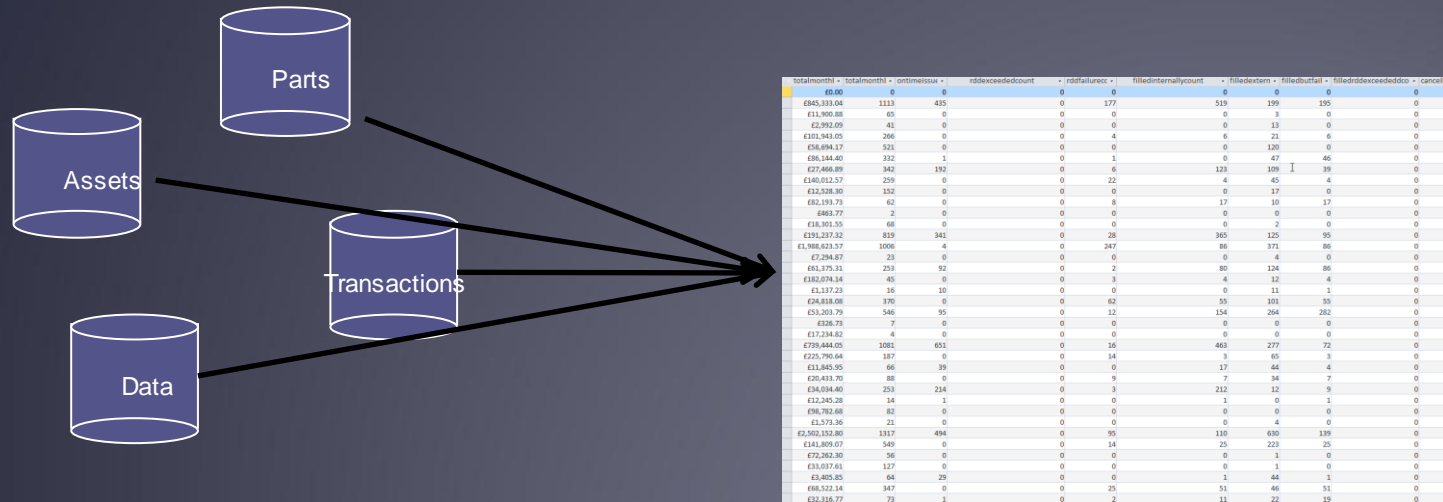 Parts
Assets
Transactions
Data
totalmonthl totalmonthl ontimeissue rddexceededcount rddfailurecc filledinternallycount filledextern filledbutfail filledrddexceededdco cancel
£0.00 0 0 0 0 0 0 0 0
£845,333.04 1113 435 0 177 519 199 195 0
£11,900.88 65 0 0 0 0 3 0 0
£2,992.09 41 0 0 0 0 13 0 0
£101,943.05 266 0 0 4 6 21 6 0
£58,694.17 521 0 0 0 0 120 0 0
£86,144.40 332 1 0 1 0 47 46 0
£27,466.89 342 192 0 6 123 109 39 0
£140,012.57 259 0 0 22 4 45 4 0
£12,528.30 152 0 0 0 0 17 0 0
£82,193.73 62 0 0 8 17 10 17 0
£463.77 2 0 0 0 0 0 0 0
£18,301.55 68 0 0 0 0 2 0 0
£191,237.32 819 341 0 28 365 125 95 0
£1,988,623.57 1006 4 0 247 86 371 86 0
£7,294.87 23 0 0 0 0 4 0 0
£61,375.31 253 92 0 2 80 124 86 0
£182,074.14 45 0 0 3 4 12 4 0
£1,137.23 16 10 0 0 0 11 1 0
£24,818.08 370 0 0 62 55 101 55 0
£53,203.79 546 95 0 12 154 264 282 0
£326.73 7 0 0 0 0 0 0 0
£17,234.82 4 0 0 0 0 0 0 0
£739,444.05 1081 651 0 16 463 277 72 0
£225,790.64 187 0 0 14 3 65 3 0
£11,845.95 66 39 0 0 17 44 4 0
£20,433.70 88 0 0 9 7 34 7 0
£34,034.40 253 214 0 3 212 12 9 0
£12,245.28 14 1 0 0 1 0 1 0
£98,782.68 82 0 0 0 0 0 0 0
£1,573.36 21 0 0 0 0 4 0 0
£2,502,152.80 1317 494 0 95 110 630 139 0
£141,809.07 549 0 0 14 25 223 25 0
£72,262.30 56 0 0 0 0 1 0 0
£33,037.61 127 0 0 0 0 1 0 0
£3,405.85 64 29 0 0 1 44 1 0
£68,522.14 347 0 0 25 51 46 51 0
£32,316.77 73 1 0 2 11 22 19 0